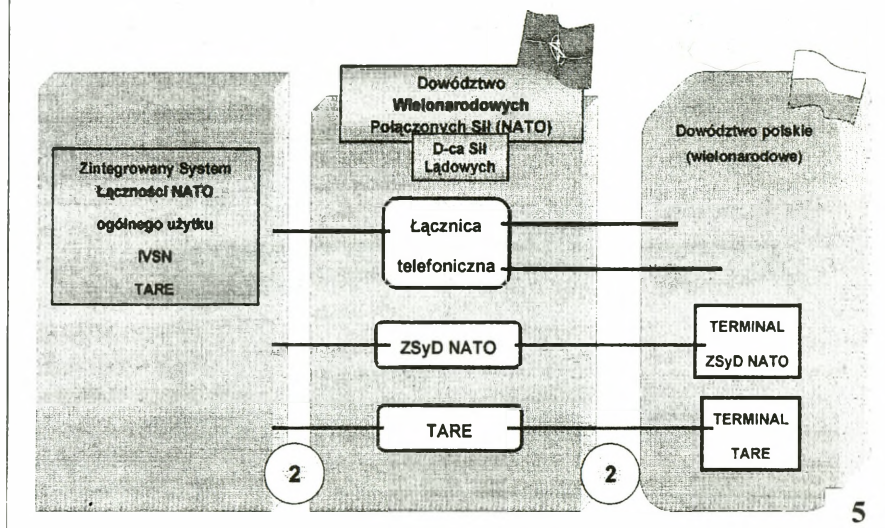 Zintegrowany System
Łączności NATO
ogólnego użytku
IVSN
TARE
Dowództwo
Wielonarodowych
Połączonych Sił (NATO)
D-ca Sił
Lądowych
Łącznica
telefoniczna
ZSyD NATO
TARE
Dowództwo polskie
(wielonarodowe)
TERMINAL
ZSyD NATO
TERMINAL
TARE
2
2
5